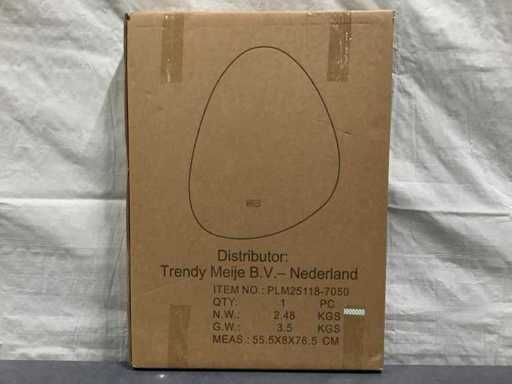 Distributor:
Trendy Meije B.V.– Nederland
ITEM NO.: PLM25118-7050
QTY: 1 PC
N.W.: 2.48 KGS
G.W.: 3.5 KGS
MEAS.: 55.5X8X76.5 CM